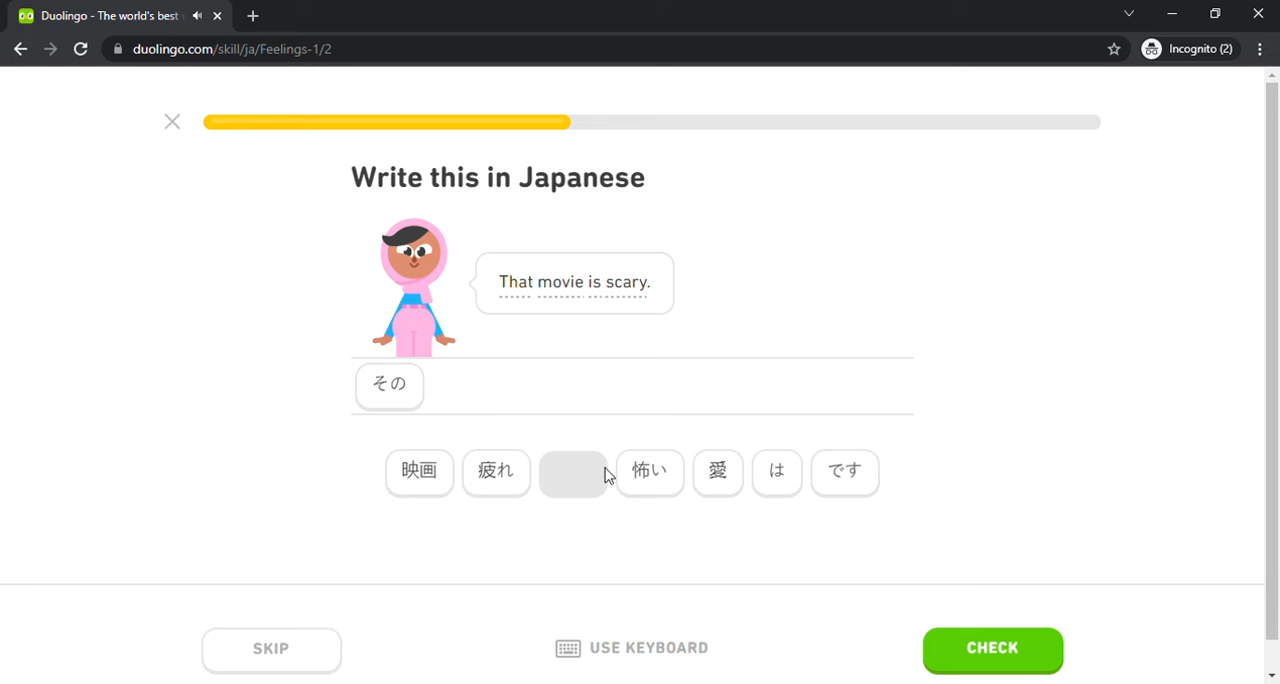 Duolingo - The world's best
duolingo.com/skill/ja/Feelings-1/2
Incognito (2)
Write this in Japanese
That movie is scary.
その
映画 疲れ 怖い 愛 は です
SKIP
USE KEYBOARD
CHECK